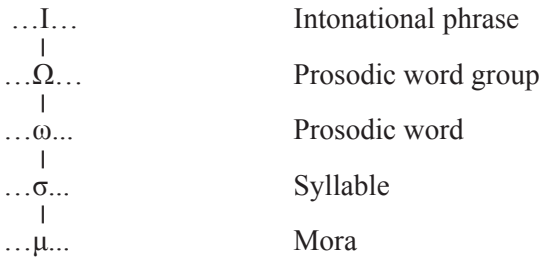 …I… Intonational phrase
…Ω… Prosodic word group
…ω... Prosodic word
…σ... Syllable
…μ... Mora